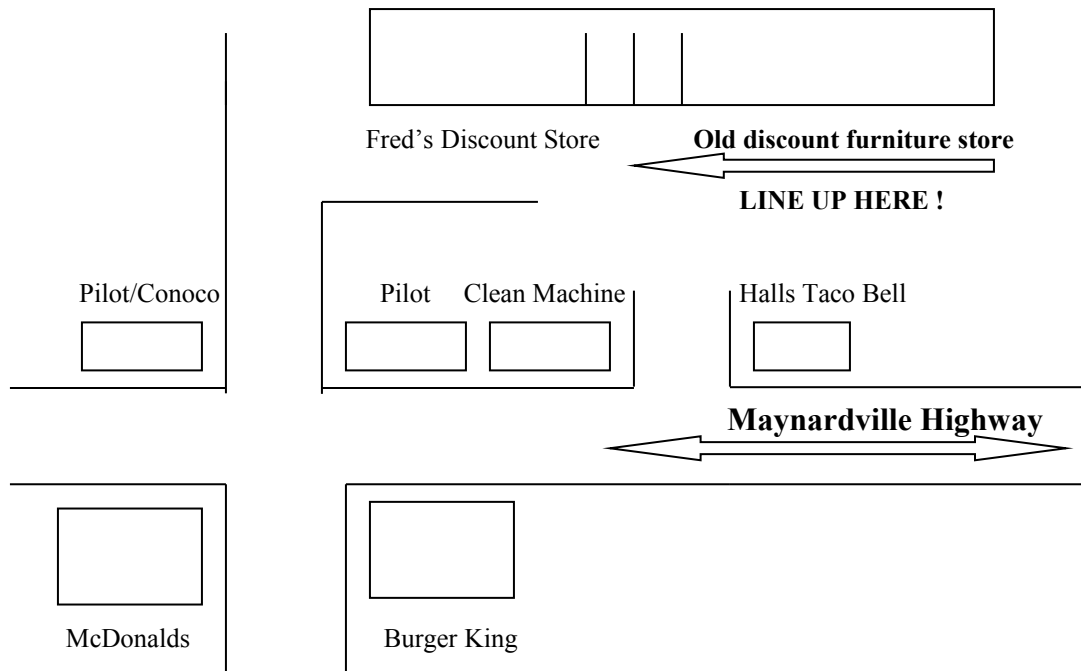 Fred’s Discount Store
Old discount furniture store
LINE UP HERE !
Pilot/Conoco
Pilot
Clean Machine
Halls Taco Bell
Maynardville Highway
McDonalds
Burger King